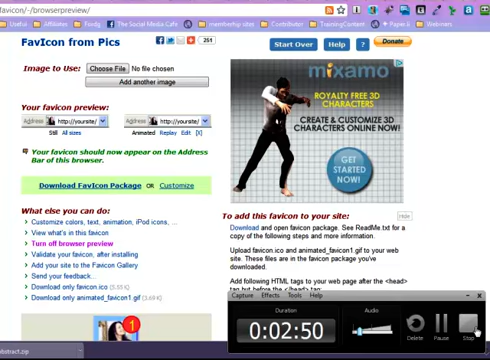 favicon/-/browserpreview/
Useful
Affiliates
Fordy
The Social Media Cafe
membership sites
Contributor
TrainingContent
Webinars
FavIcon from Pics
261
Start Over
Help
?
Donate
Image to Use:
Choose File
No file chosen
Add another image
Your favicon preview:
Address
http://yoursite/
Address
http://yoursite/
Still All sizes
Animated Replay Edit [X]
Your favicon should now appear on the Address
Bar of this browser.
Download FavIcon Package OR Customize
What else you can do:
Customize colors, text, animation, iPod icons, ...
View what's in this favicon
Turn off browser preview
Validate your favicon, after installing
Add your site to the Favicon Gallery
Send your feedback...
Download only favicon.ico
Download only animated_favicon1.gif
1
mixamo
ROYALTY FREE 3D
CHARACTERS
CREATE & CUSTOMIZE 3D
CHARACTERS ONLINE NOW!
GET
STARTED
NOW!
To add this favicon to your site:
Hide
Download and open favicon package. See ReadMe.txt for a
copy of the following steps and more information.
Upload favicon.ico and animated_favicon1.gif to your web
site. These files are in the favicon package you've
downloaded.
Add following HTML tags to your web page after the <head>
Capture Effects Tools Help
Duration
Audio
0:02:50
Delete
Pause
Stop